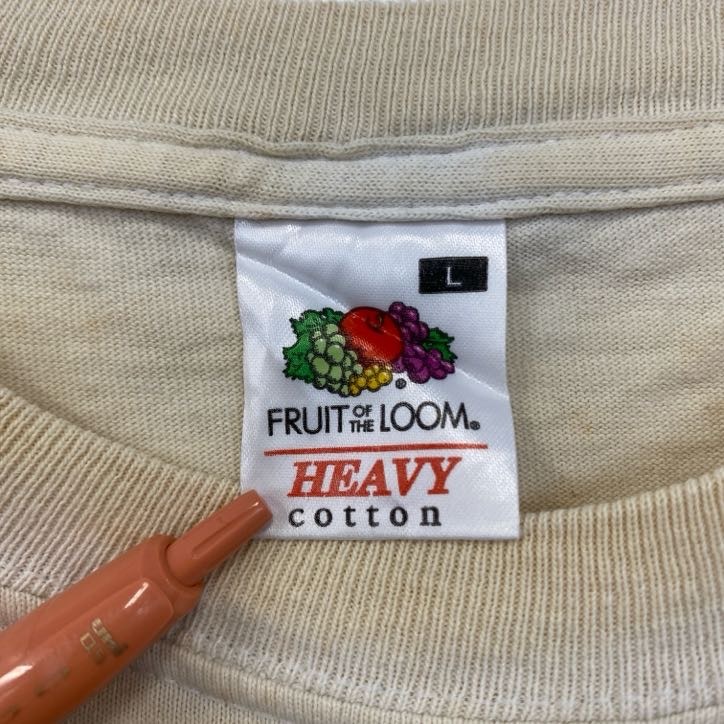 L
FRUIT OF THE LOOM®
HEAVY
cotton